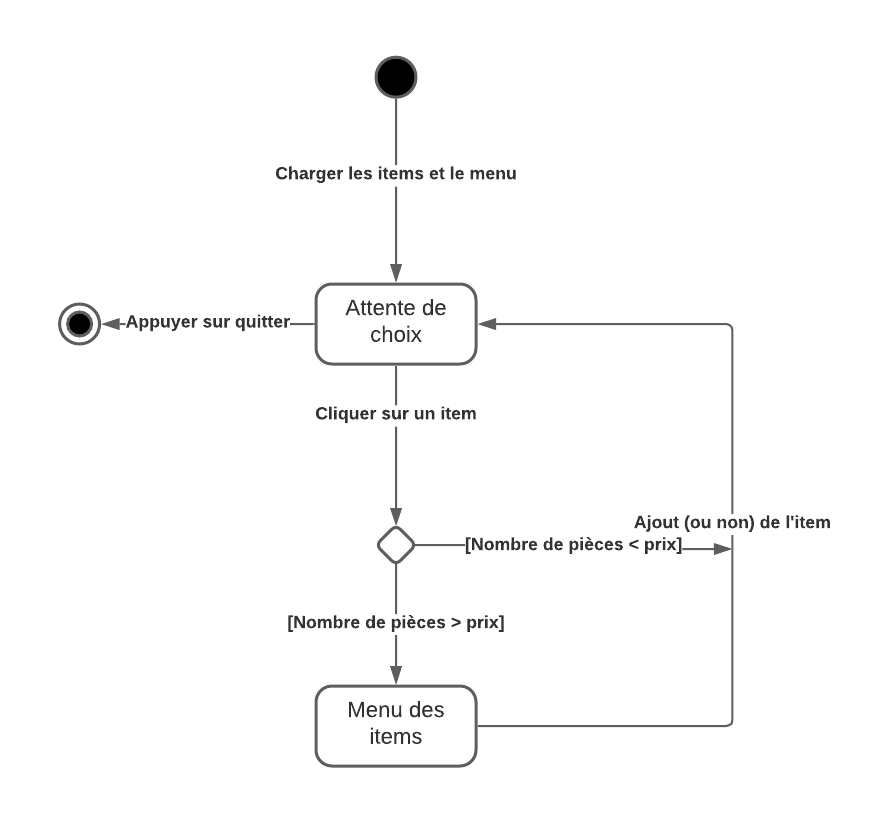 Charger les items et le menu
Attente de
choix
Appuyer sur quitter
Cliquer sur un item
Ajout (ou non) de l'item
[Nombre de pièces < prix]
[Nombre de pièces > prix]
Menu des
items